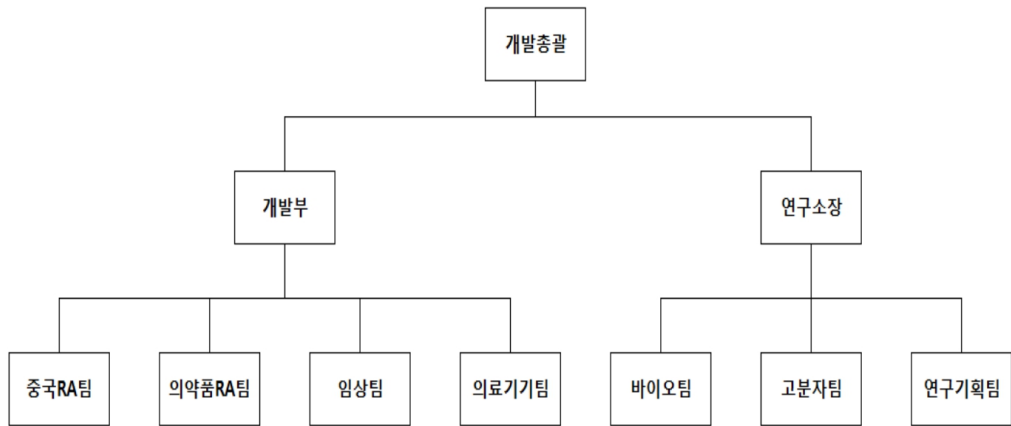 개발총괄
개발부
연구소장
중국RA팀
의약품RA팀
임상팀
의료기기팀
바이오팀
고분자팀
연구기획팀